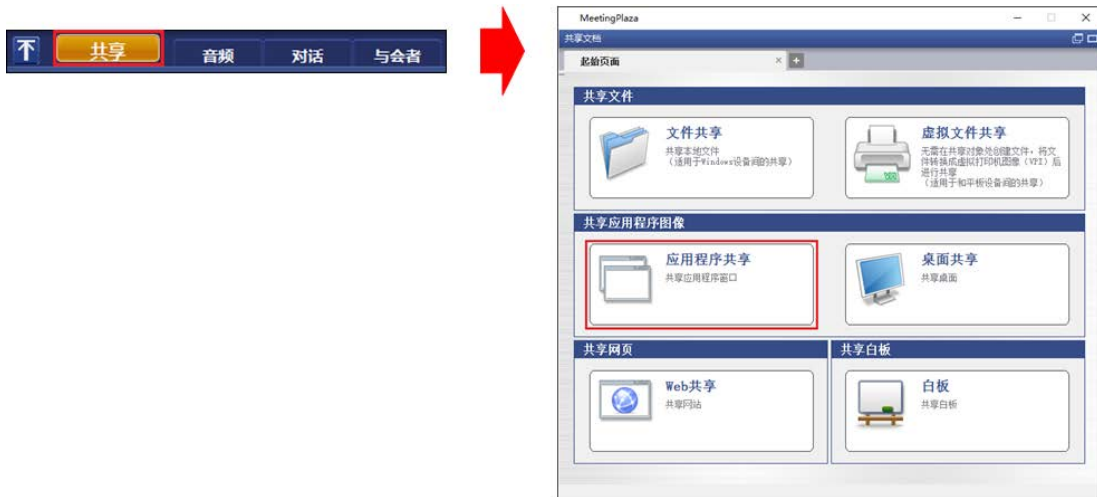 共享
音频
对话
与会者
MeetingPlaza
共享文档
起始页面
共享文件
文件共享
共享本地文件
（适用于Windows设备间的共享）
虚拟文件共享
无需在共享对象处创建文件，将文
件转换成虚拟打印机图像（VPI）后
进行共享
（适用于和平板设备间的共享）
共享应用程序图像
应用程序共享
共享应用程序窗口
桌面共享
共享桌面
共享网页
Web共享
共享网站
共享白板
白板
共享白板